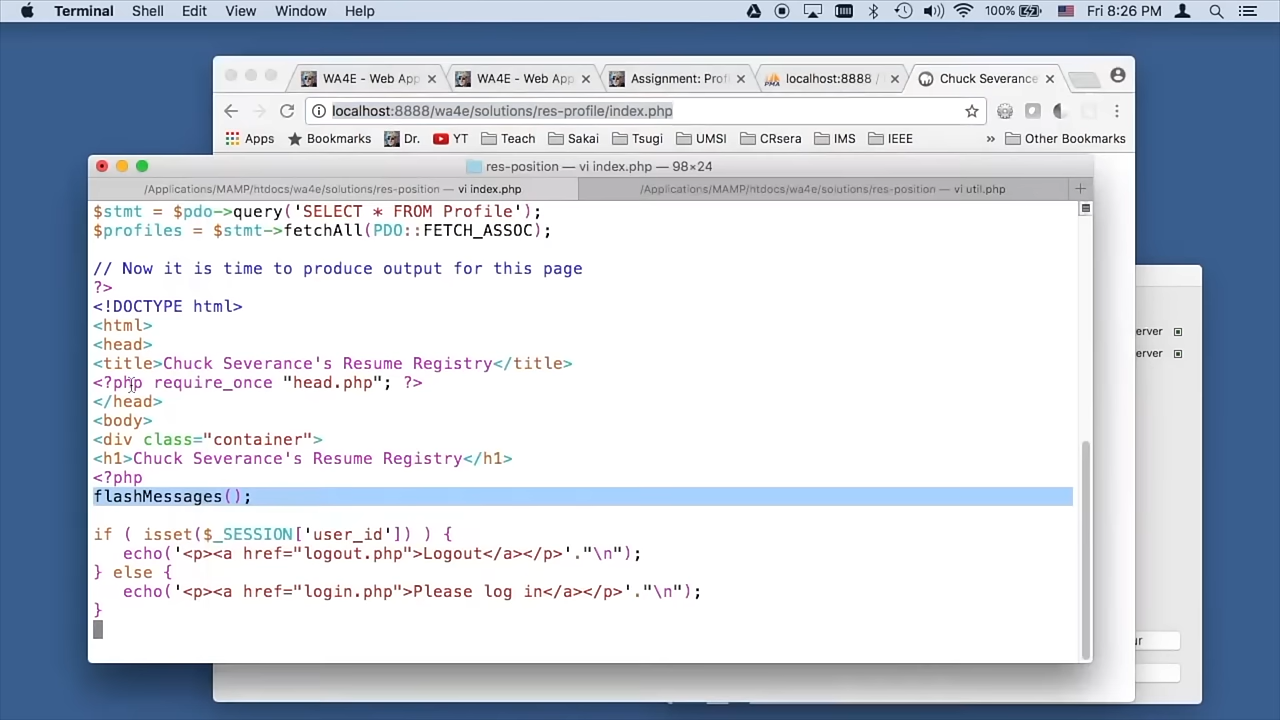 Terminal Shell Edit View Window Help 100% Fri 8:26 PM
WA4E - Web App WA4E - Web App Assignment: Prof localhost:8888 / Chuck Severance
localhost:8888/wa4e/solutions/res-profile/index.php
Apps Bookmarks Dr. YT Teach Sakai Tsugi UMSI CRsera IMS IEEE » Other Bookmarks
res-position — vi index.php — 98×24
/Applications/MAMP/htdocs/wa4e/solutions/res-position — vi index.php /Applications/MAMP/htdocs/wa4e/solutions/res-position — vi util.php +
$stmt = $pdo->query('SELECT * FROM Profile');
$profiles = $stmt->fetchAll(PDO::FETCH_ASSOC);
// Now it is time to produce output for this page
?>
<!DOCTYPE html>
<html>
<head>
<title>Chuck Severance's Resume Registry</title>
<?php require_once "head.php"; ?>
</head>
<body>
<div class="container">
<h1>Chuck Severance's Resume Registry</h1>
<?php
flashMessages();
if ( isset($_SESSION['user_id']) ) {
echo('<p><a href="logout.php">Logout</a></p>'."\n");
} else {
echo('<p><a href="login.php">Please log in</a></p>'."\n");
}
erver
erver
ur